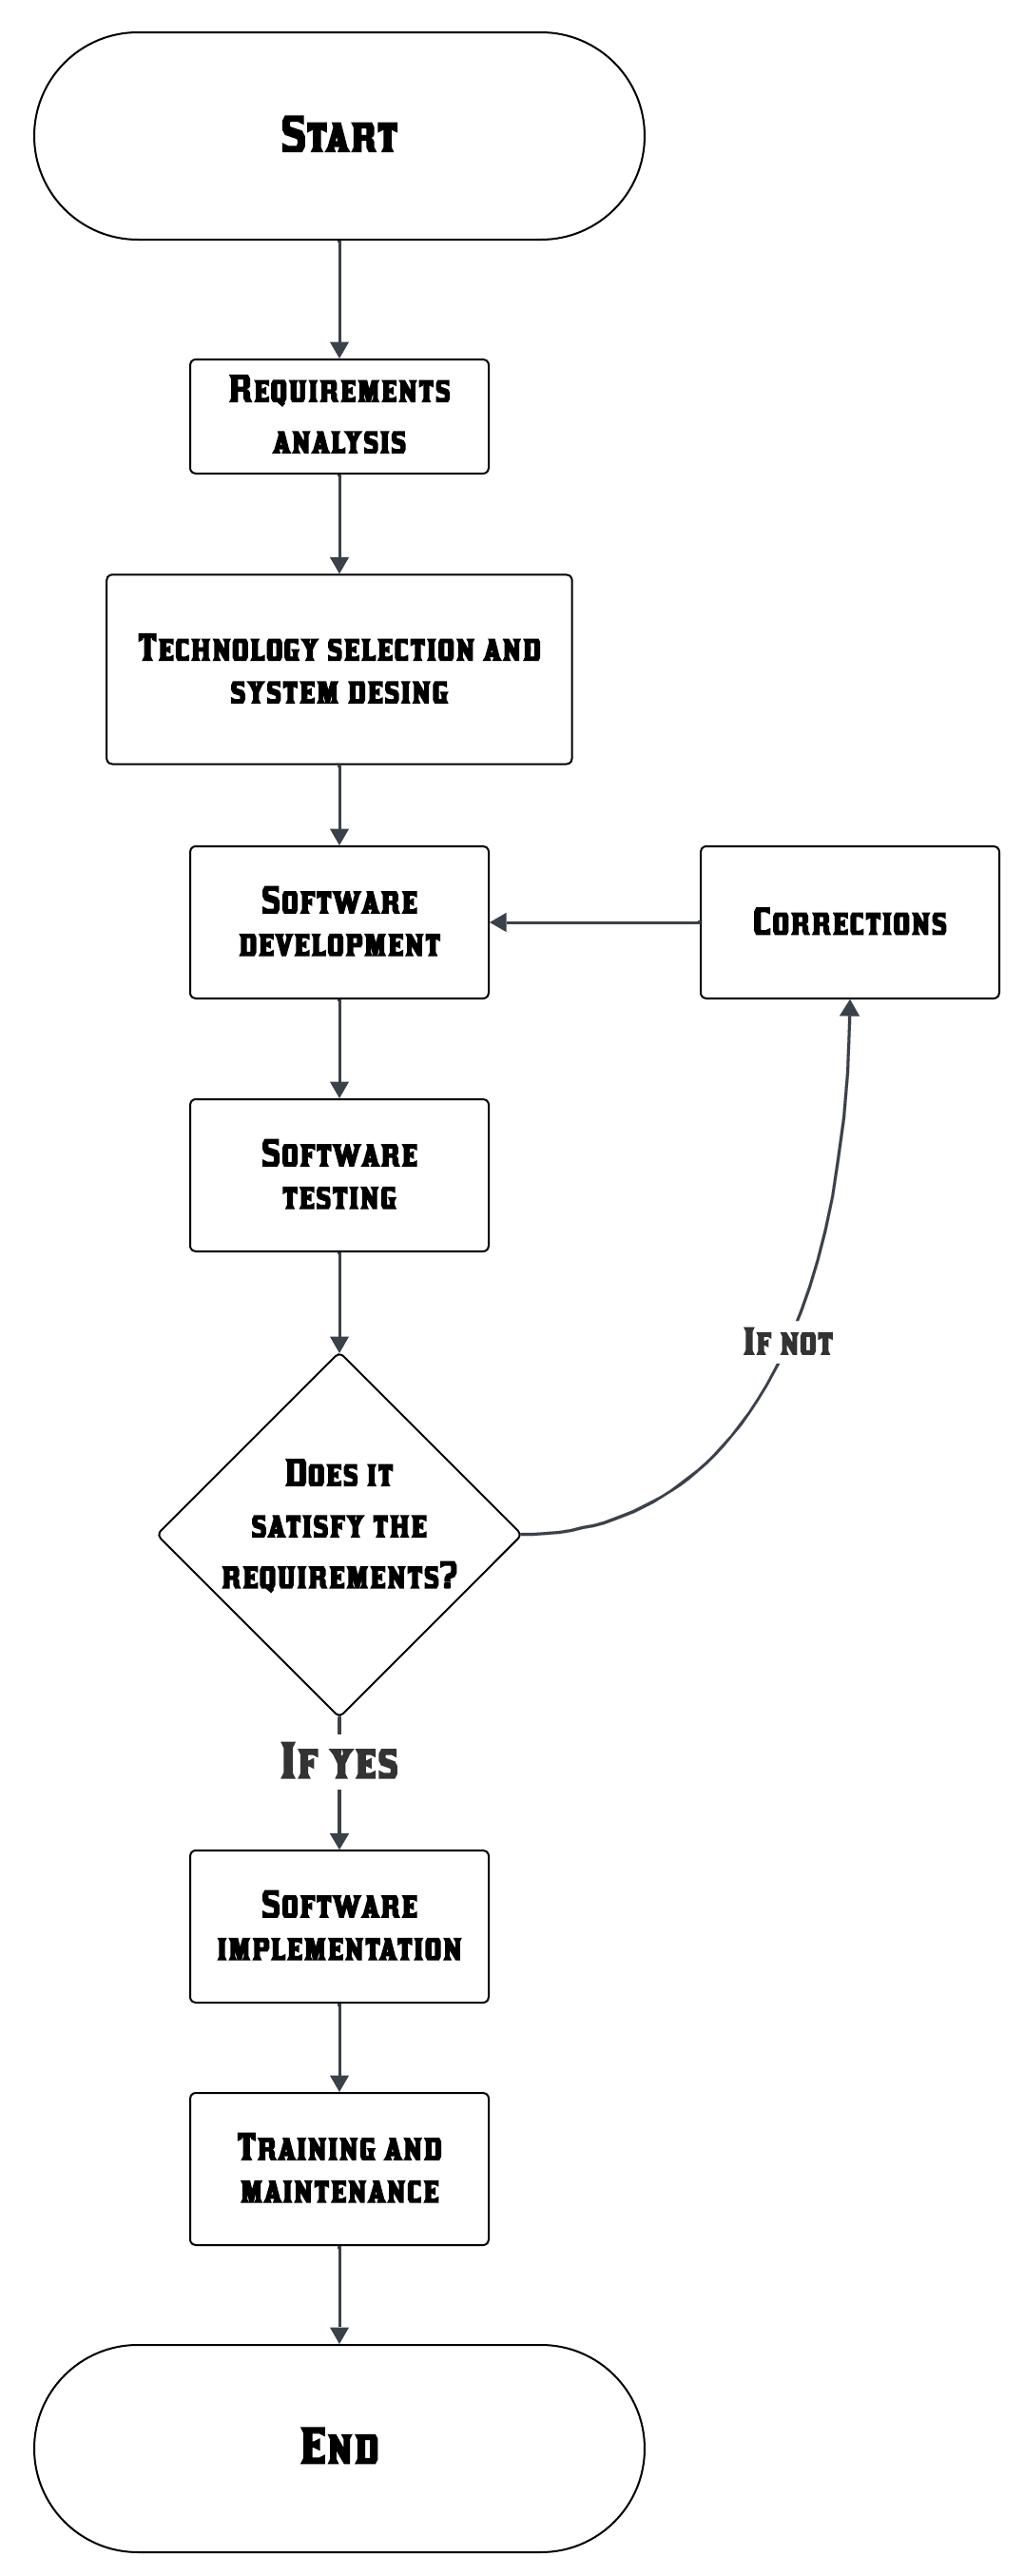 Start
Requirements
analysis
Technology selection and
system desing
Software
development
Corrections
Software
testing
If not
Does it
satisfy the
requirements?
If yes
Software
implementation
Training and
maintenance
End